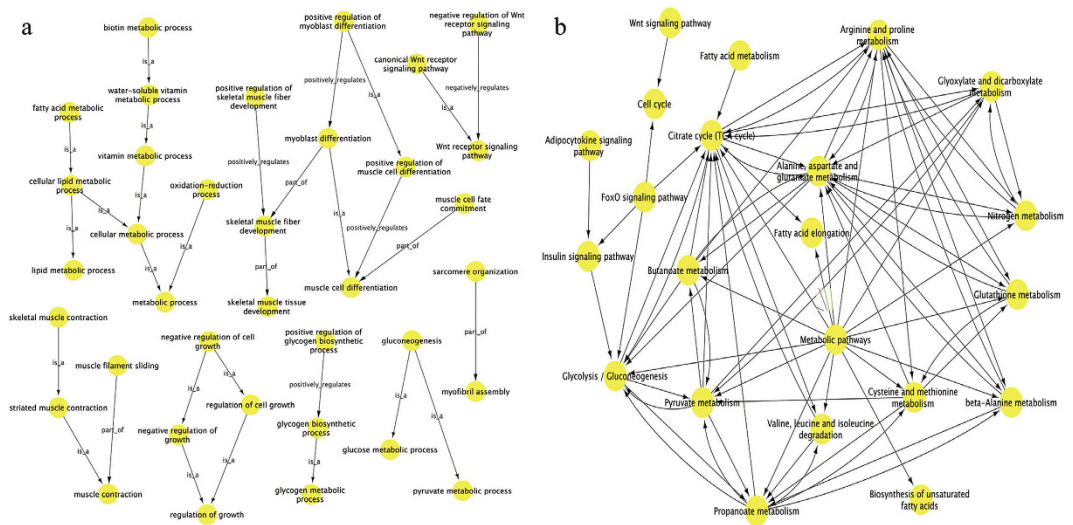 a
biotin metabolic process
is_a
water-soluble vitamin
metabolic process
fatty acid metabolic
process
is_a
is_a
vitamin metabolic process
cellular lipid metabolic
process
oxidation-reduction
process
is_a
is_a
is_a
cellular metabolic process
is_a
is_a
lipid metabolic process
metabolic process
positive regulation of
myoblast differentiation
negative regulation of Wnt
receptor signaling
pathway
canonical Wnt receptor
signaling pathway
positive regulation of
skeletal muscle fiber
development
positively_regulates
is_a
negatively_regulates
is_a
myoblast differentiation
Wnt receptor signaling
pathway
positively_regulates
positive regulation of
muscle cell differentiation
part_of
muscle cell fate
commitment
skeletal muscle fiber
development
is_a
positively_regulates
part_of
part_of
muscle cell differentiation
sarcomere organization
skeletal muscle tissue
development
skeletal muscle contraction
negative regulation of cell
growth
positive regulation of
glycogen biosynthetic
process
gluconeogenesis
part_of
muscle filament sliding
is_a
is_a
is_a
positively_regulates
is_a
is_a
myofibril assembly
striated muscle contraction
regulation of cell growth
part_of
negative regulation of
growth
glycogen biosynthetic
process
glucose metabolic process
is_a
is_a
is_a
is_a
muscle contraction
regulation of growth
glycogen metabolic
process
pyruvate metabolic process
b
Wnt signaling pathway
Arginine and proline
metabolism
Fatty acid metabolism
Glyoxylate and dicarboxylate
metabolism
Cell cycle
Citrate cycle (TCA cycle)
Adipocytokine signaling
pathway
Alanine, aspartate and
glutamate metabolism
FoxO signaling pathway
Nitrogen metabolism
Fatty acid elongation
Insulin signaling pathway
Butanoate metabolism
Glutathione metabolism
Metabolic pathways
Glycolysis / Gluconeogenesis
Cysteine and methionine
metabolism
Pyruvate metabolism
beta-Alanine metabolism
Valine, leucine and isoleucine
degradation
Biosynthesis of unsaturated
fatty acids
Propanoate metabolism